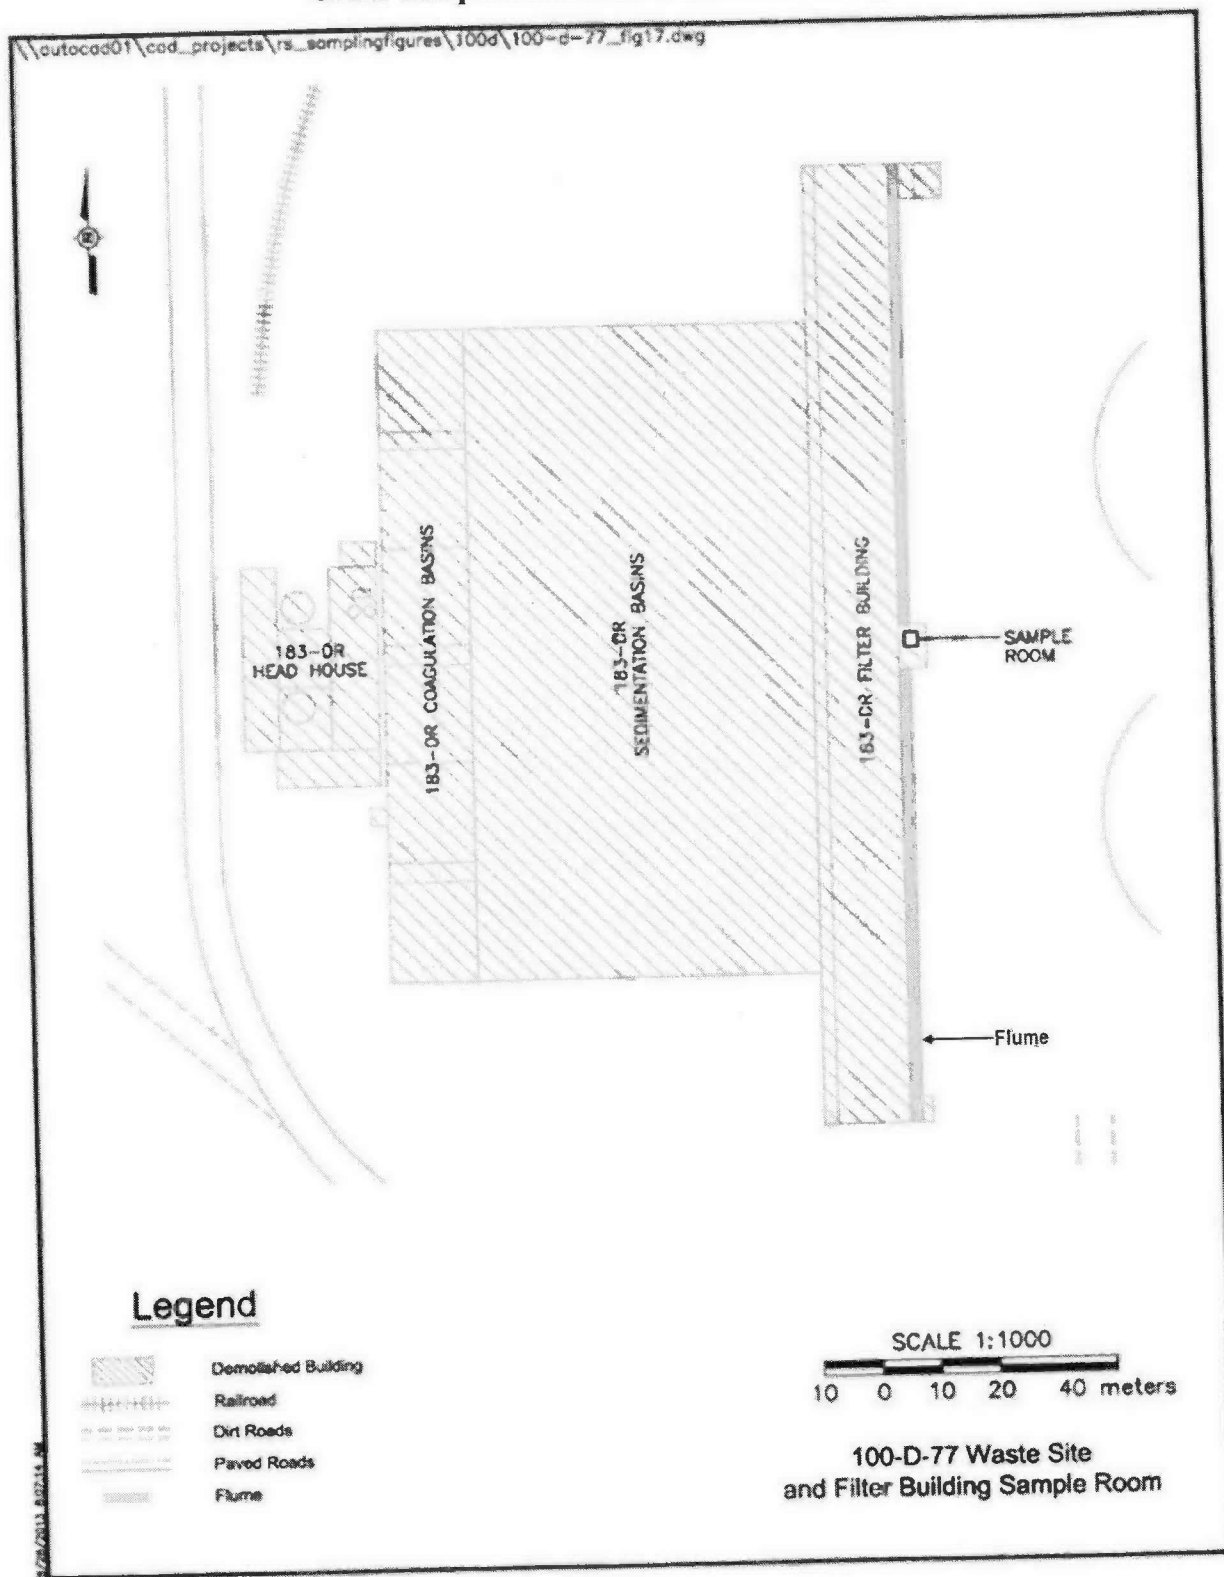 \\autocad01\cad_projects\rs_samplingfigures\100d\100-d-77_fig17.dwg
183-DR
HEAD HOUSE
183-DR COAGULATION BASINS
183-DR
SEDIMENTATION BASINS
183-DR FILTER BUILDING
SAMPLE
ROOM
Flume
Legend
Demolished Building
Railroad
Dirt Roads
Paved Roads
Flume
SCALE 1:1000
10 0 10 20 40 meters
100-D-77 Waste Site
and Filter Building Sample Room